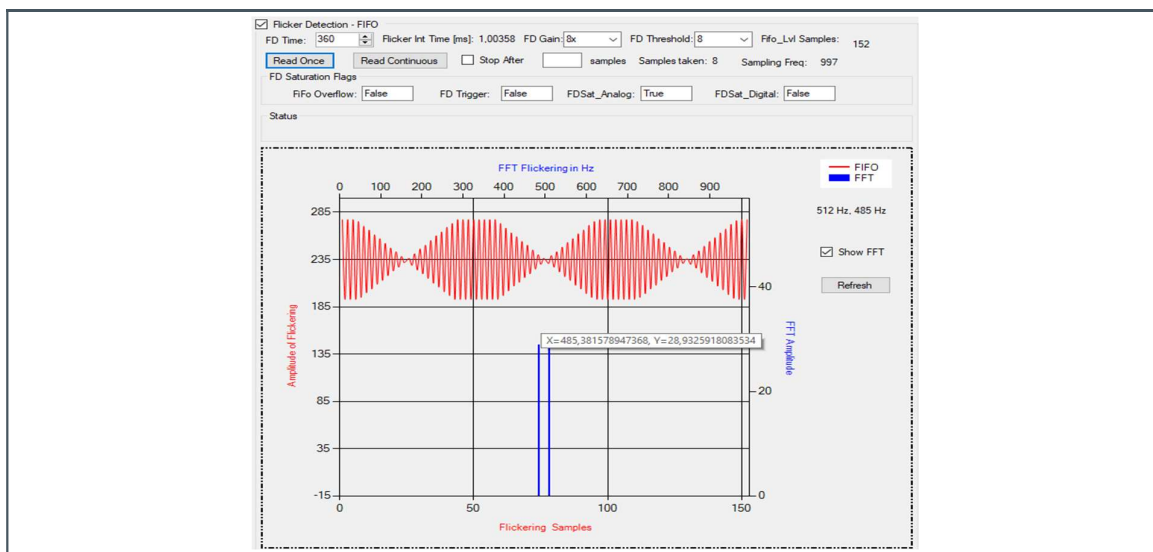 Flicker Detection - FIFO
FD Time: 360 Flicker Int Time [ms]: 1,00358 FD Gain: 8x FD Threshold: 8 Fifo_Lvl Samples: 152
Read Once Read Continuous Stop After samples Samples taken: 8 Sampling Freq: 997
FD Saturation Flags
FiFo Overflow: False FD Trigger: False FDSat_Analog: True FDSat_Digital: False
Status
FFT Flickering in Hz
0 100 200 300 400 500 600 700 800 900
FIFO
FFT
512 Hz, 485 Hz
Show FFT
Refresh
285
235
185
135
85
35
-15
Amplitude of Flickering
X=485,381578947368, Y=28,9325918083534
40
20
0
FFT Amplitude
0 50 100 150
Flickering Samples